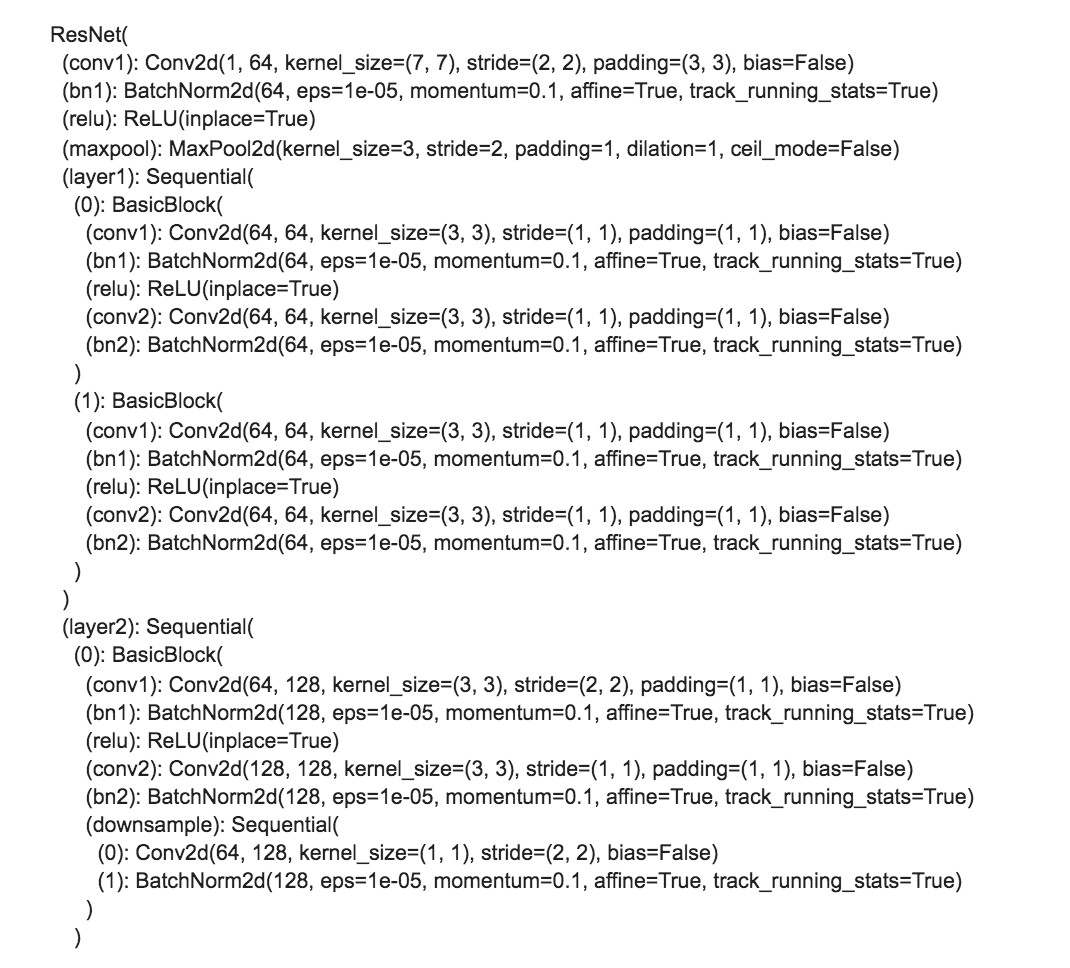 ResNet(
(conv1): Conv2d(1, 64, kernel_size=(7, 7), stride=(2, 2), padding=(3, 3), bias=False)
(bn1): BatchNorm2d(64, eps=1e-05, momentum=0.1, affine=True, track_running_stats=True)
(relu): ReLU(inplace=True)
(maxpool): MaxPool2d(kernel_size=3, stride=2, padding=1, dilation=1, ceil_mode=False)
(layer1): Sequential(
(0): BasicBlock(
(conv1): Conv2d(64, 64, kernel_size=(3, 3), stride=(1, 1), padding=(1, 1), bias=False)
(bn1): BatchNorm2d(64, eps=1e-05, momentum=0.1, affine=True, track_running_stats=True)
(relu): ReLU(inplace=True)
(conv2): Conv2d(64, 64, kernel_size=(3, 3), stride=(1, 1), padding=(1, 1), bias=False)
(bn2): BatchNorm2d(64, eps=1e-05, momentum=0.1, affine=True, track_running_stats=True)
)
(1): BasicBlock(
(conv1): Conv2d(64, 64, kernel_size=(3, 3), stride=(1, 1), padding=(1, 1), bias=False)
(bn1): BatchNorm2d(64, eps=1e-05, momentum=0.1, affine=True, track_running_stats=True)
(relu): ReLU(inplace=True)
(conv2): Conv2d(64, 64, kernel_size=(3, 3), stride=(1, 1), padding=(1, 1), bias=False)
(bn2): BatchNorm2d(64, eps=1e-05, momentum=0.1, affine=True, track_running_stats=True)
)
)
(layer2): Sequential(
(0): BasicBlock(
(conv1): Conv2d(64, 128, kernel_size=(3, 3), stride=(2, 2), padding=(1, 1), bias=False)
(bn1): BatchNorm2d(128, eps=1e-05, momentum=0.1, affine=True, track_running_stats=True)
(relu): ReLU(inplace=True)
(conv2): Conv2d(128, 128, kernel_size=(3, 3), stride=(1, 1), padding=(1, 1), bias=False)
(bn2): BatchNorm2d(128, eps=1e-05, momentum=0.1, affine=True, track_running_stats=True)
(downsample): Sequential(
(0): Conv2d(64, 128, kernel_size=(1, 1), stride=(2, 2), bias=False)
(1): BatchNorm2d(128, eps=1e-05, momentum=0.1, affine=True, track_running_stats=True)
)
)